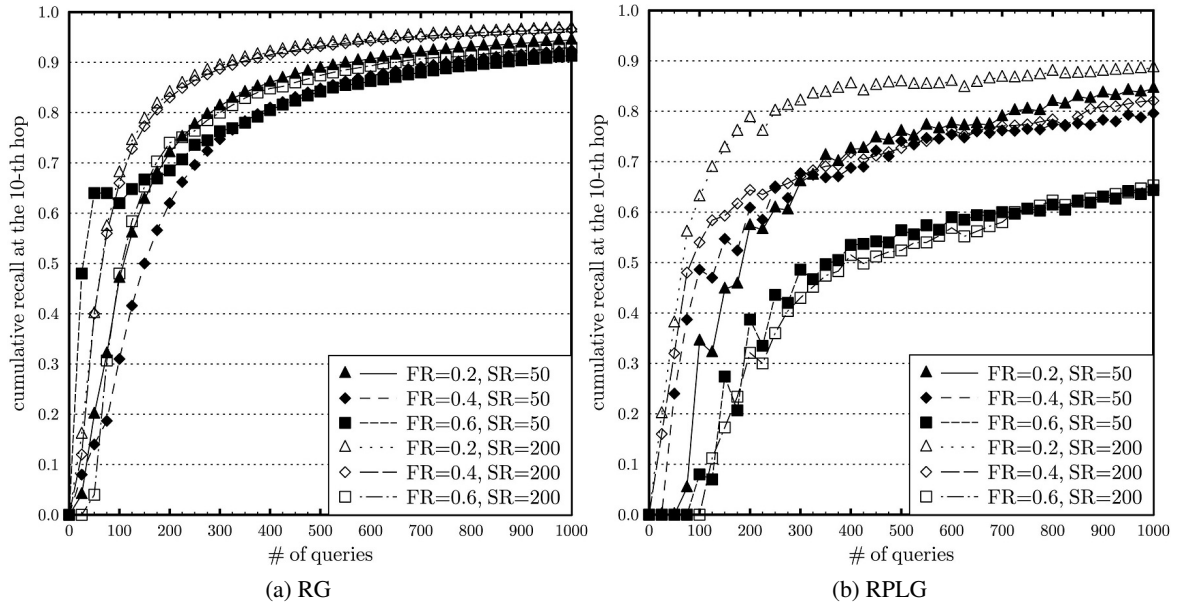 cumulative recall at the 10-th hop
1.0
0.9
0.8
0.7
0.6
0.5
0.4
0.3
0.2
0.1
0.0
FR=0.2, SR=50
FR=0.4, SR=50
FR=0.6, SR=50
FR=0.2, SR=200
FR=0.4, SR=200
FR=0.6, SR=200
0 100 200 300 400 500 600 700 800 900 1000
# of queries
(a) RG
cumulative recall at the 10-th hop
1.0
0.9
0.8
0.7
0.6
0.5
0.4
0.3
0.2
0.1
0.0
FR=0.2, SR=50
FR=0.4, SR=50
FR=0.6, SR=50
FR=0.2, SR=200
FR=0.4, SR=200
FR=0.6, SR=200
0 100 200 300 400 500 600 700 800 900 1000
# of queries
(b) RPLG